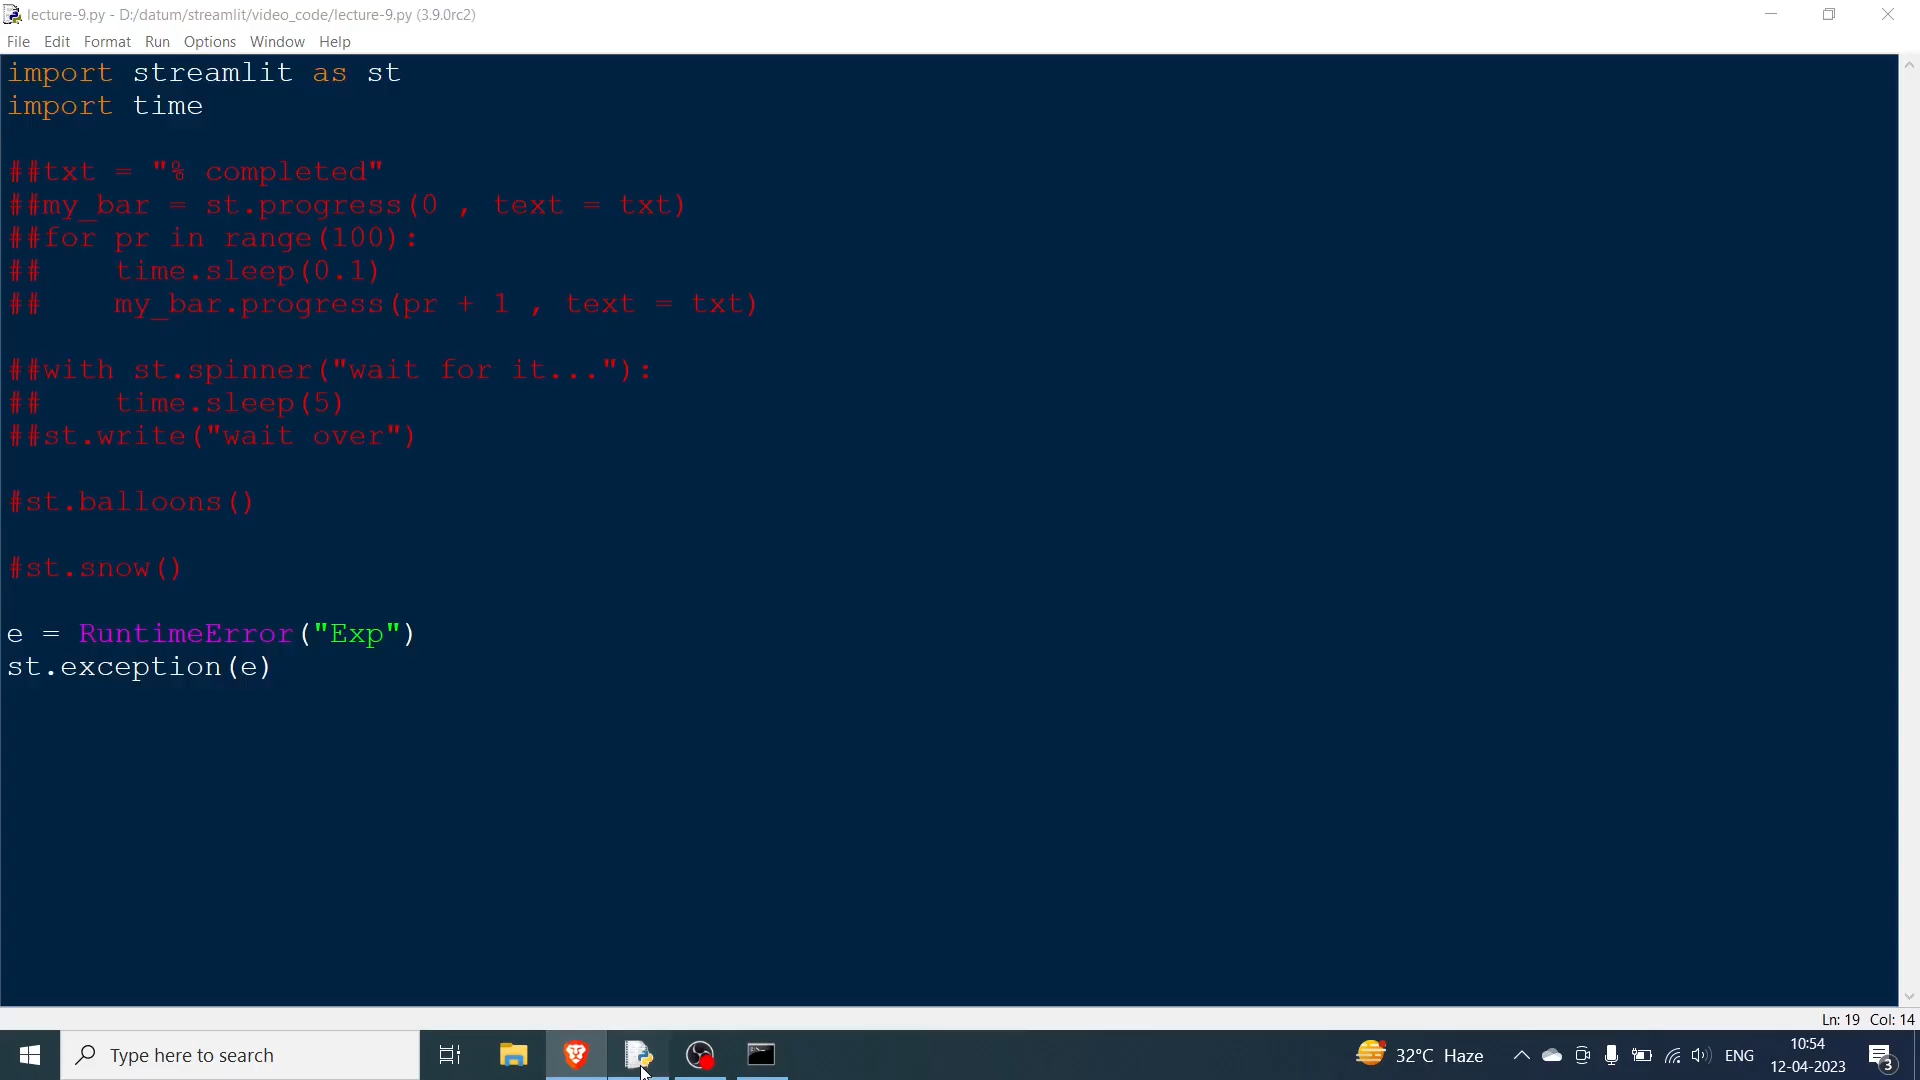 lecture-9.py - D:/datum/streamlit/video_code/lecture-9.py (3.9.0rc2)
File Edit Format Run Options Window Help
import streamlit as st
import time
##txt = "% completed"
##my_bar = st.progress(0 , text = txt)
##for pr in range(100):
##    time.sleep(0.1)
##    my_bar.progress(pr + 1 , text = txt)
##with st.spinner("wait for it..."):
##    time.sleep(5)
##st.write("wait over")
#st.balloons()
#st.snow()
e = RuntimeError("Exp")
st.exception(e)
Ln: 19 Col: 14
Type here to search
32°C Haze
ENG
10:54
12-04-2023
3